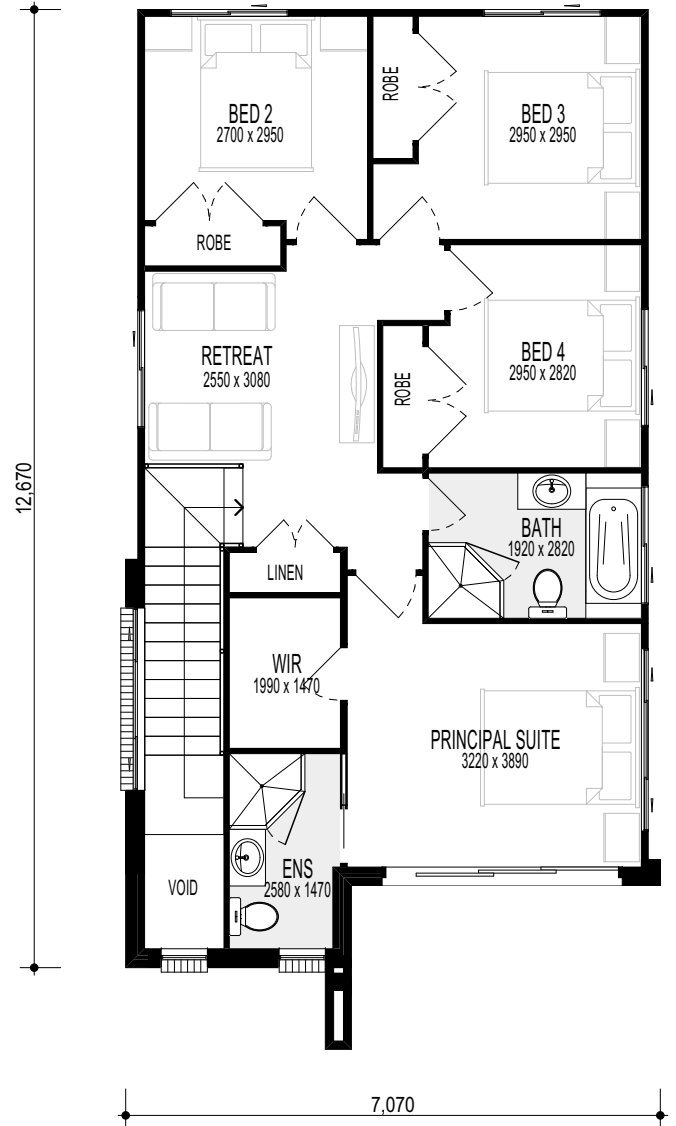 BED 2
2700 x 2950
ROBE
BED 3
2950 x 2950
ROBE
RETREAT
2550 x 3080
BED 4
2950 x 2820
ROBE
12,670
BATH
1920 x 2820
LINEN
WIR
1990 x 1470
PRINCIPAL SUITE
3220 x 3890
ENS
2580 x 1470
VOID
7,070